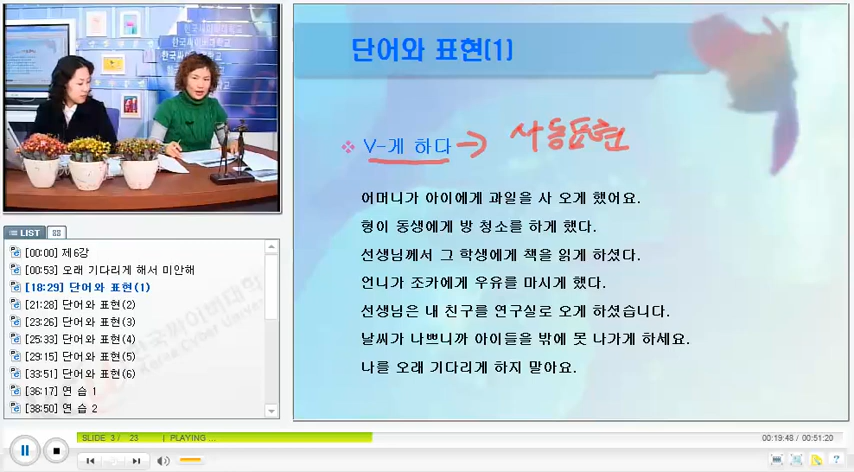 한국싸이버대학교
단어와 표현(1)
V-게 하다 → 사동표현
어머니가 아이에게 과일을 사 오게 했어요.
형이 동생에게 방 청소를 하게 했다.
선생님께서 그 학생에게 책을 읽게 하셨다.
언니가 조카에게 우유를 마시게 했다.
선생님은 내 친구를 연구실로 오게 하셨습니다.
날씨가 나쁘니까 아이들을 밖에 못 나가게 하세요.
나를 오래 기다리게 하지 말아요.
LIST
[00:00] 제6강
[00:53] 오래 기다리게 해서 미안해
[18:29] 단어와 표현(1)
[21:28] 단어와 표현(2)
[23:26] 단어와 표현(3)
[25:33] 단어와 표현(4)
[29:15] 단어와 표현(5)
[33:51] 단어와 표현(6)
[36:17] 연 습 1
[38:50] 연 습 2
SLIDE 3 / 23 | PLAYING ...
00:19:48 / 00:51:20